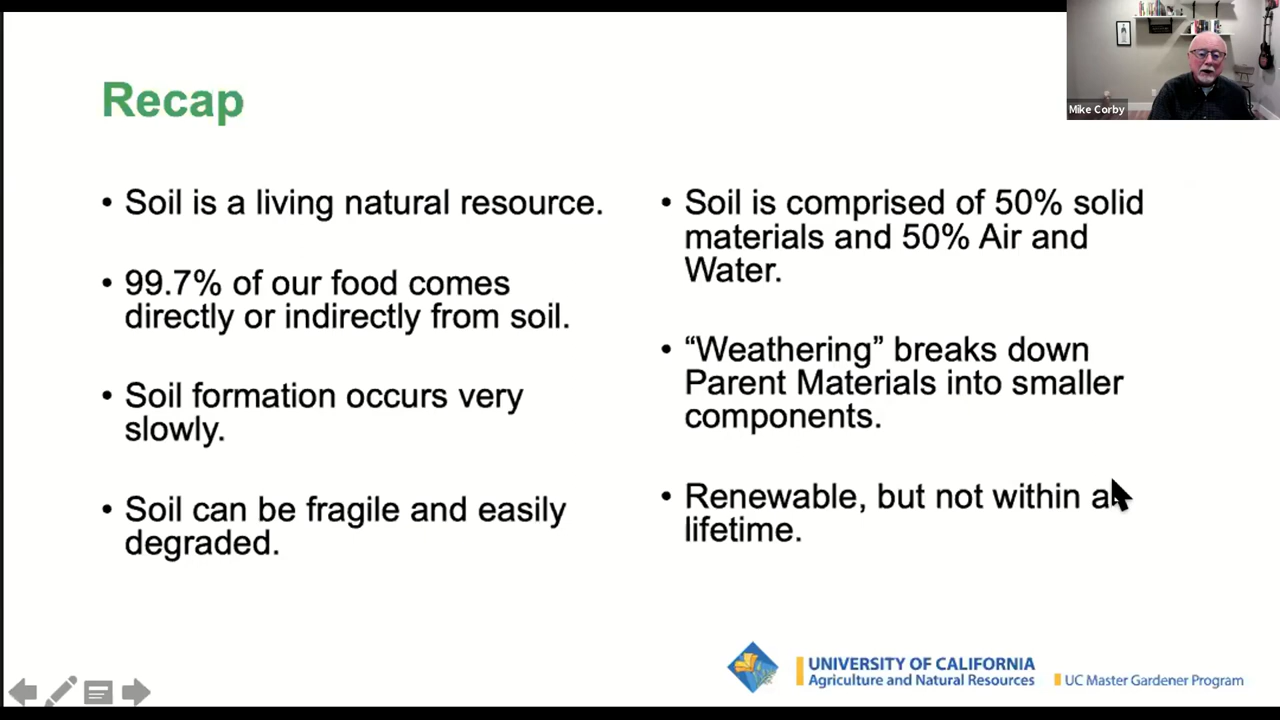 Recap
• Soil is a living natural resource.
• 99.7% of our food comes
directly or indirectly from soil.
• Soil formation occurs very
slowly.
• Soil can be fragile and easily
degraded.
• Soil is comprised of 50% solid
materials and 50% Air and
Water.
• “Weathering” breaks down
Parent Materials into smaller
components.
• Renewable, but not within a
lifetime.
Mike Corby
UNIVERSITY OF CALIFORNIA
Agriculture and Natural Resources
UC Master Gardener Program